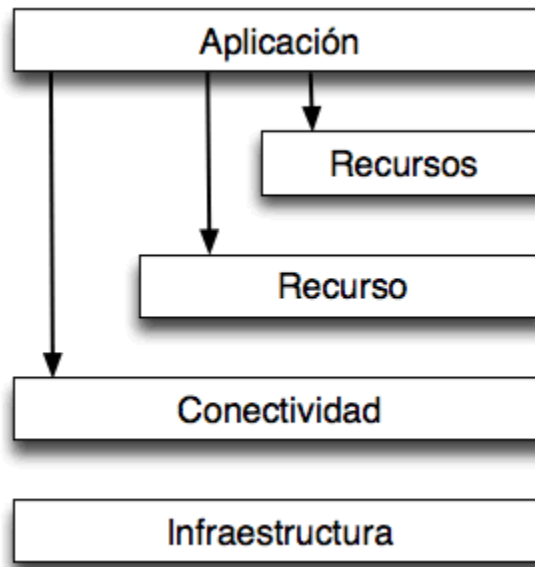 Aplicación
Recursos
Recurso
Conectividad
Infraestructura